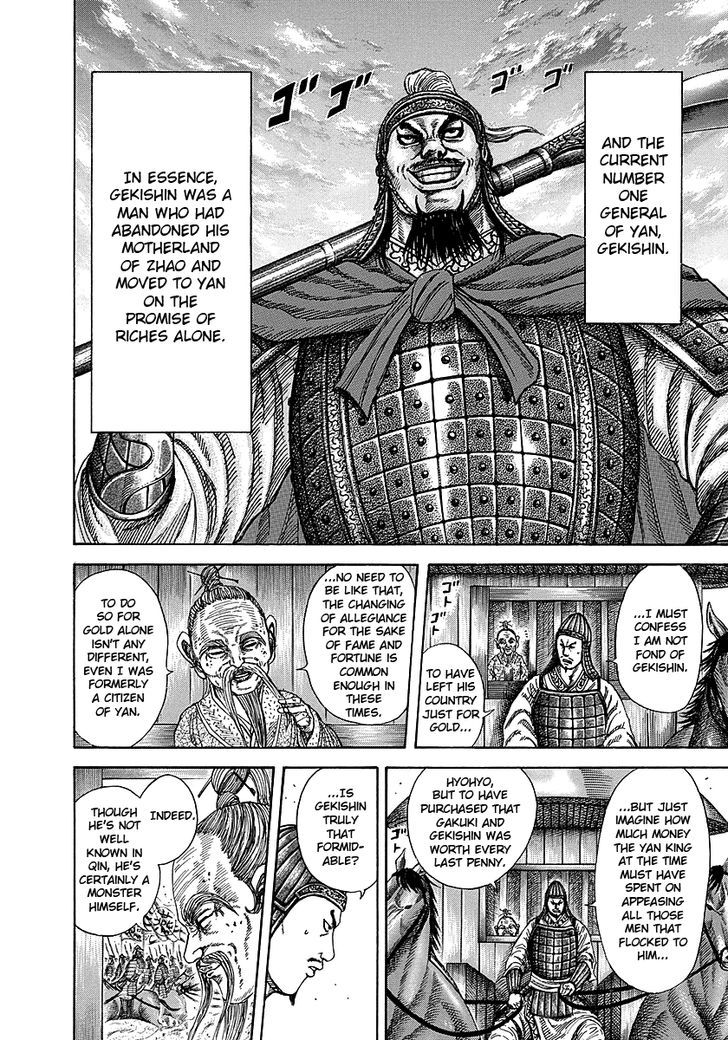 ゴゴ
ゴゴ
AND THE
CURRENT
NUMBER
ONE
GENERAL
OF YAN,
GEKISHIN.
IN ESSENCE,
GEKISHIN WAS A
MAN WHO HAD
ABANDONED HIS
MOTHERLAND
OF ZHAO AND
MOVED TO YAN
ON THE
PROMISE OF
RICHES ALONE.
...I MUST
CONFESS
I AM NOT
FOND OF
GEKISHIN.
ゴト
ゴト
TO HAVE
LEFT HIS
COUNTRY
JUST FOR
GOLD...
...NO NEED TO
BE LIKE THAT,
THE CHANGING
OF ALLEGIANCE
FOR THE SAKE
OF FAME AND
FORTUNE IS
COMMON
ENOUGH IN
THESE
TIMES.
TO DO
SO FOR
GOLD ALONE
ISN'T ANY
DIFFERENT,
EVEN I WAS
FORMERLY
A CITIZEN
OF YAN.
...BUT JUST
IMAGINE HOW
MUCH MONEY
THE YAN KING
AT THE TIME
MUST HAVE
SPENT ON
APPEASING
ALL THOSE
MEN THAT
FLOCKED TO
HIM...
HYOHYO,
BUT TO HAVE
PURCHASED THAT
GAKUKI AND
GEKISHIN WAS
WORTH EVERY
LAST PENNY.
ゴト
...IS
GEKISHIN
TRULY
THAT
FORMID-
ABLE?
INDEED.
THOUGH
HE'S NOT
WELL
KNOWN IN
QIN, HE'S
CERTAINLY
A MONSTER
HIMSELF.